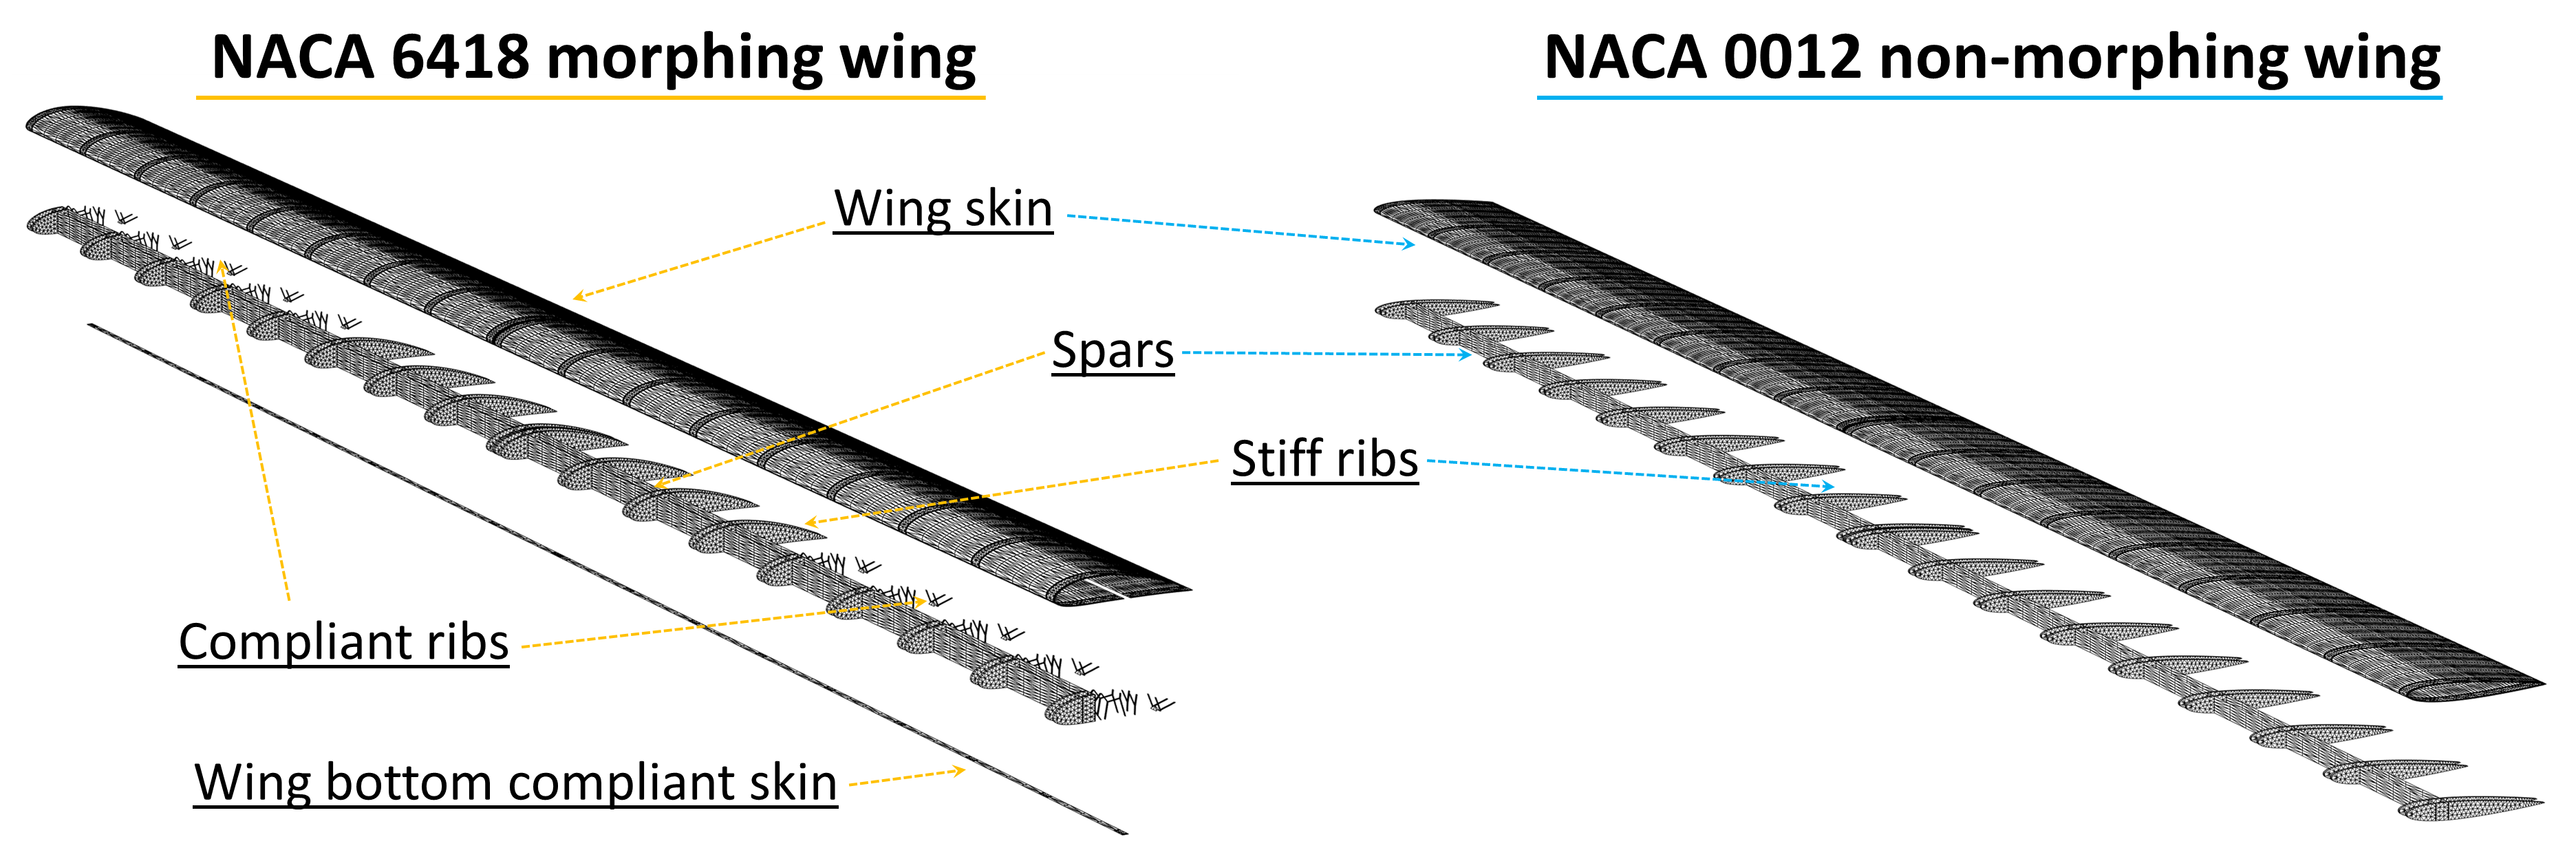 NACA 6418 morphing wing
NACA 0012 non-morphing wing
Wing skin
Spars
Stiff ribs
Compliant ribs
Wing bottom compliant skin